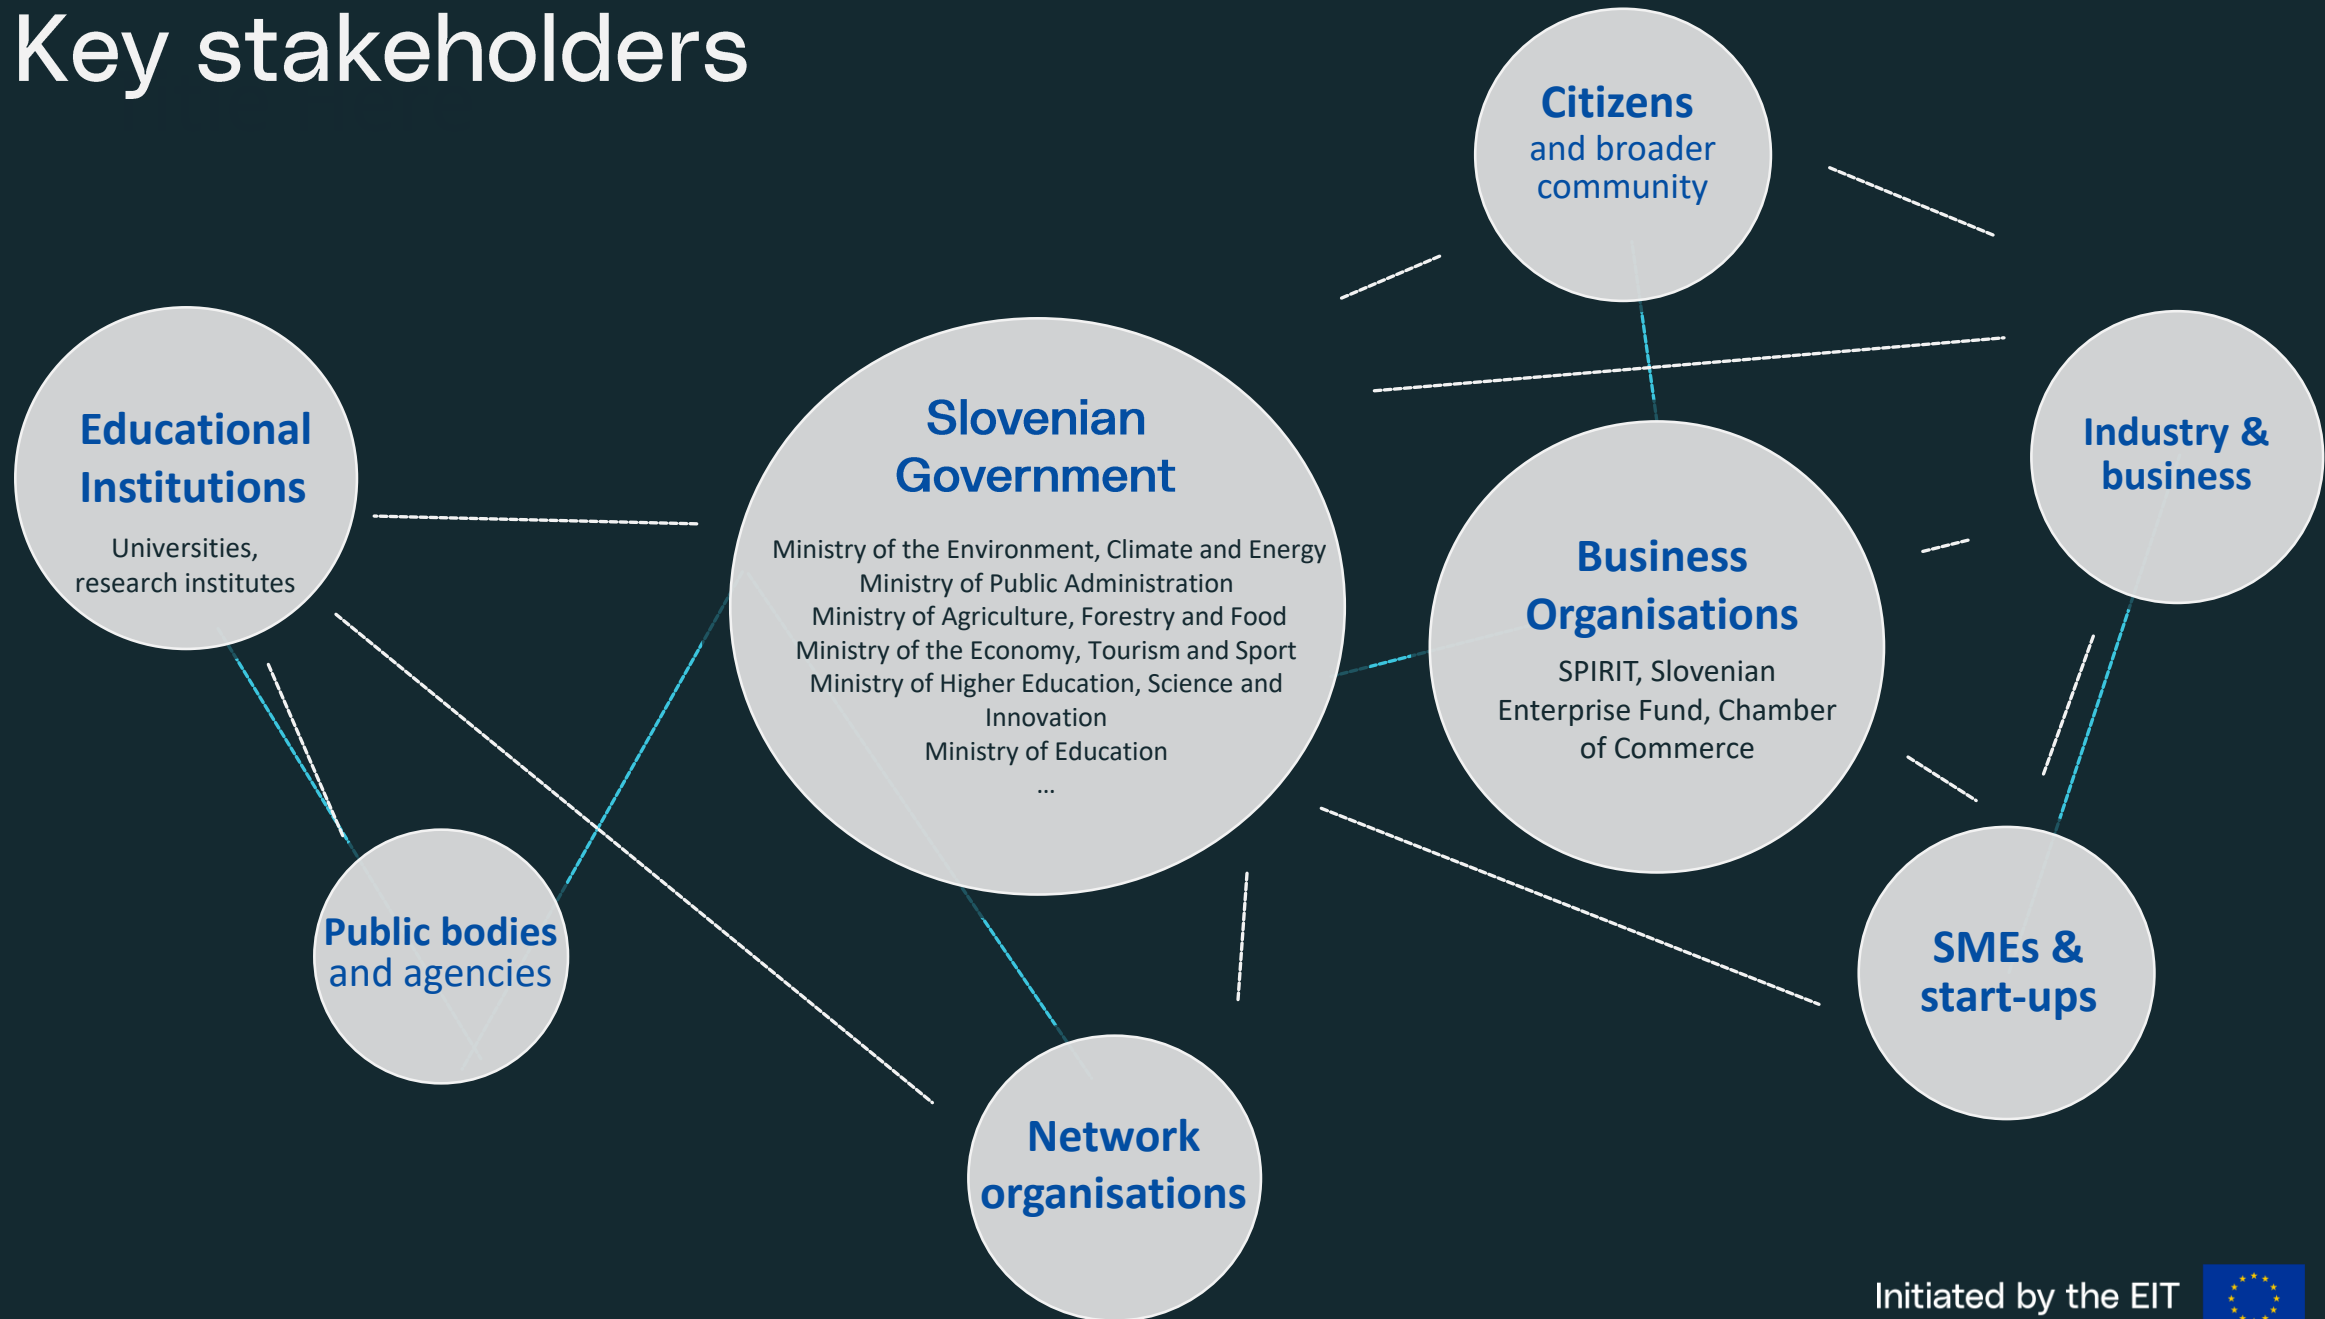 Key stakeholders
Title Here
Citizens
and broader
community
Educational
Institutions
Universities,
research institutes
Slovenian
Government
Ministry of the Environment, Climate and Energy
Ministry of Public Administration
Ministry of Agriculture, Forestry and Food
Ministry of the Economy, Tourism and Sport
Ministry of Higher Education, Science and
Innovation
Ministry of Education
...
Business
Organisations
SPIRIT, Slovenian
Enterprise Fund, Chamber
of Commerce
Industry &
business
Public bodies
and agencies
SMEs &
start-ups
Network
organisations
Initiated by the EIT